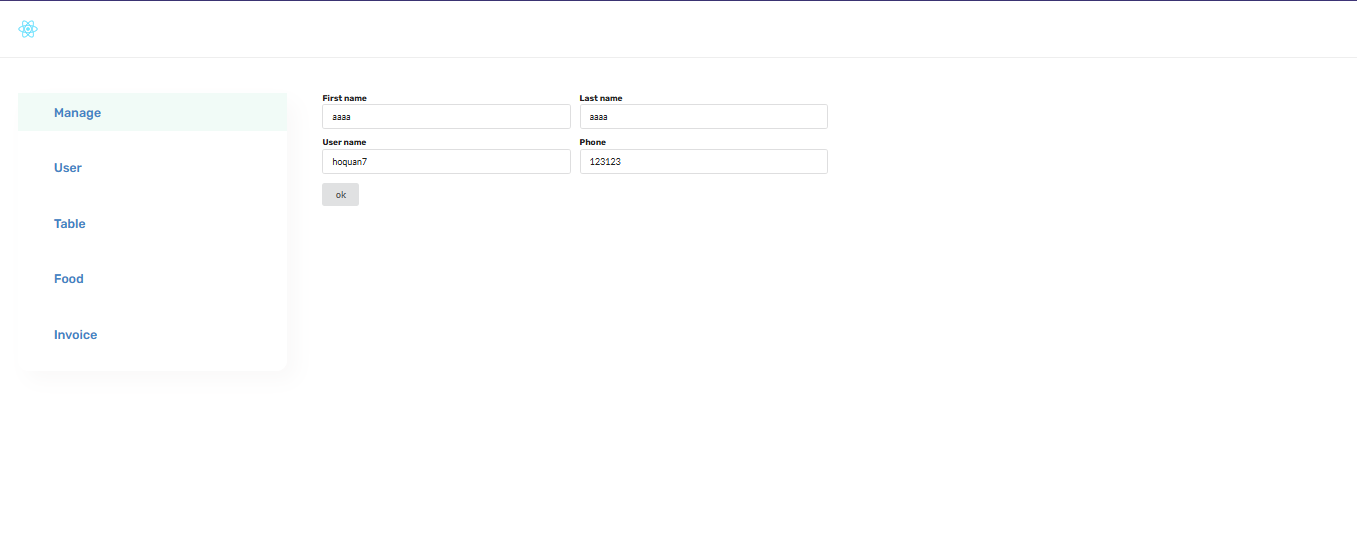 Manage
User
Table
Food
Invoice
First name
Last name
aaaa
aaaa
User name
Phone
hoquan7
123123
ok